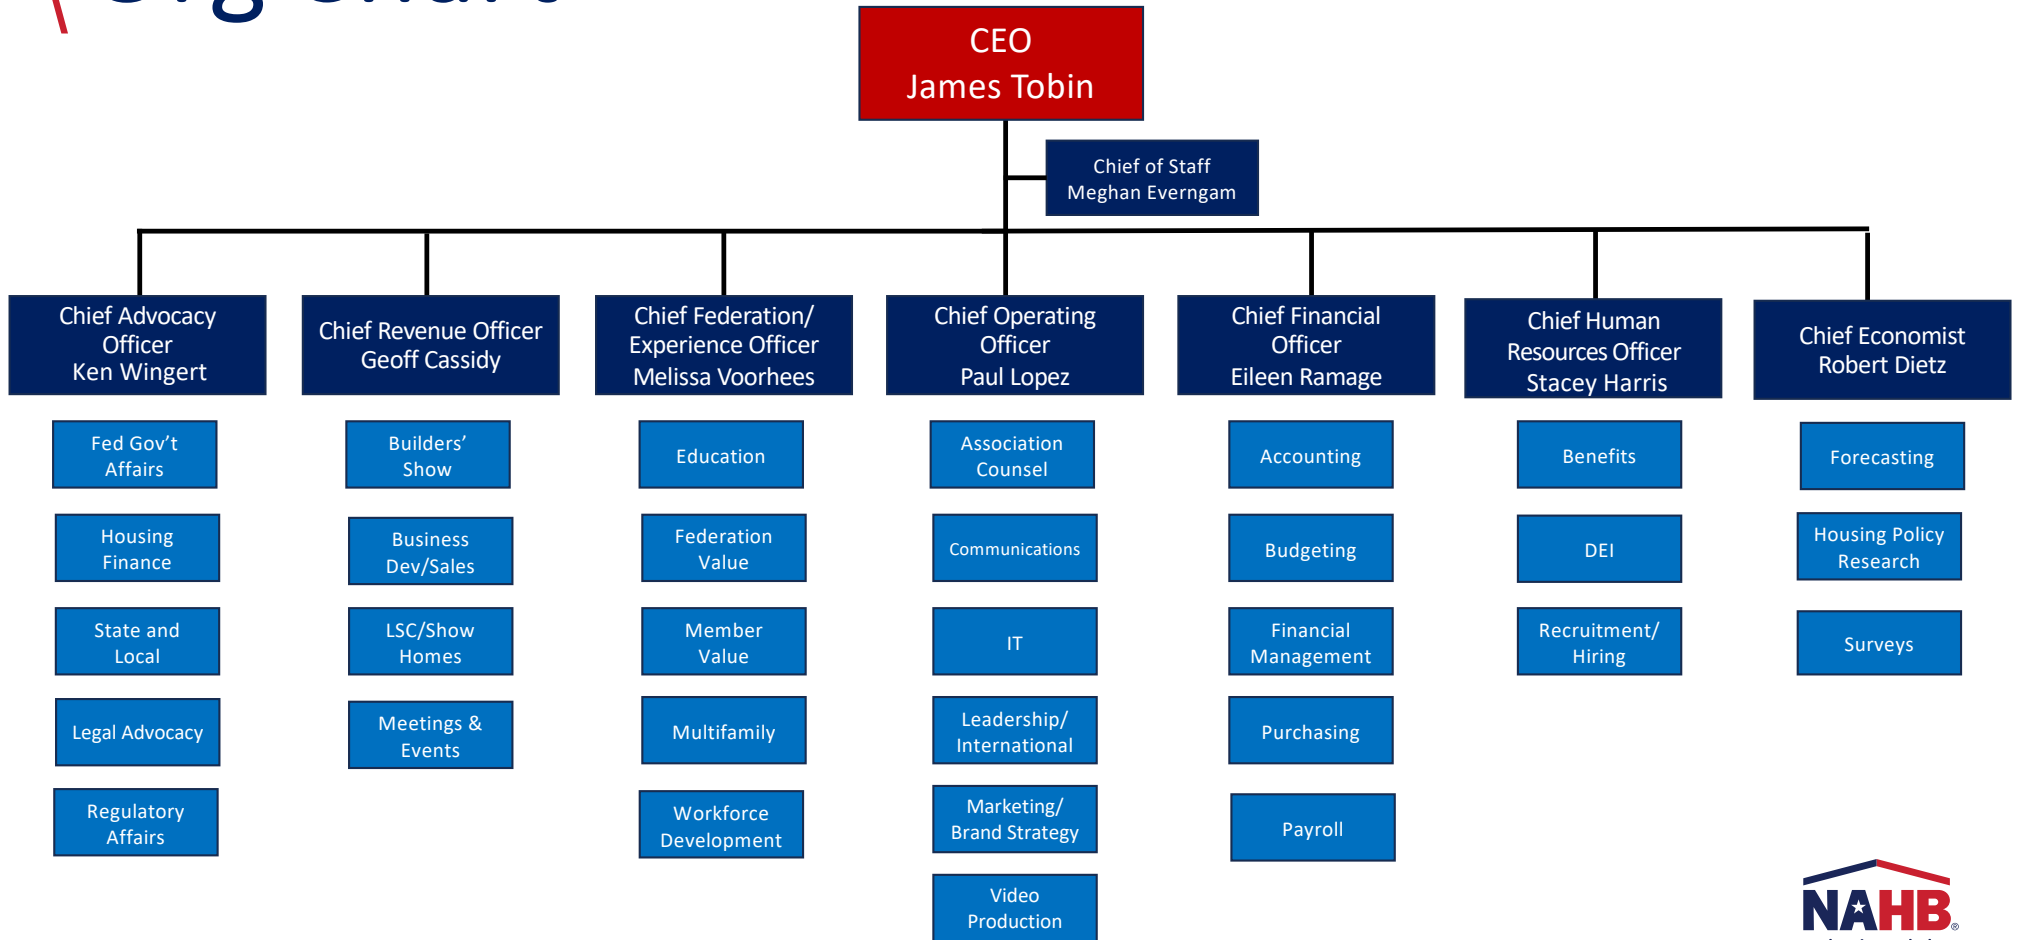 Org Chart
CEO
James Tobin
Chief of Staff
Meghan Everngam
Chief Advocacy
Officer
Ken Wingert
Chief Revenue Officer
Geoff Cassidy
Chief Federation/
Experience Officer
Melissa Voorhees
Chief Operating
Officer
Paul Lopez
Chief Financial
Officer
Eileen Ramage
Chief Human
Resources Officer
Stacey Harris
Chief Economist
Robert Dietz
Fed Gov’t
Affairs
Housing
Finance
State and
Local
Legal Advocacy
Regulatory
Affairs
Builders’
Show
Business
Dev/Sales
LSC/Show
Homes
Meetings &
Events
Education
Federation
Value
Member
Value
Multifamily
Workforce
Development
Association
Counsel
Communications
IT
Leadership/
International
Marketing/
Brand Strategy
Video
Production
Accounting
Budgeting
Financial
Management
Purchasing
Payroll
Benefits
DEI
Recruitment/
Hiring
Forecasting
Housing Policy
Research
Surveys
NAHB®